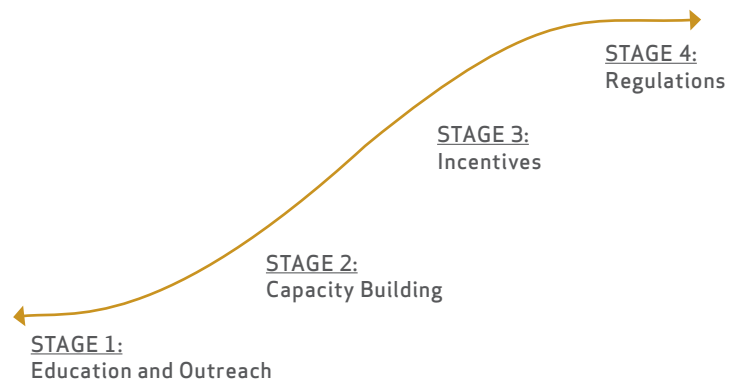 STAGE 4:
Regulations
STAGE 3:
Incentives
STAGE 2:
Capacity Building
STAGE 1:
Education and Outreach